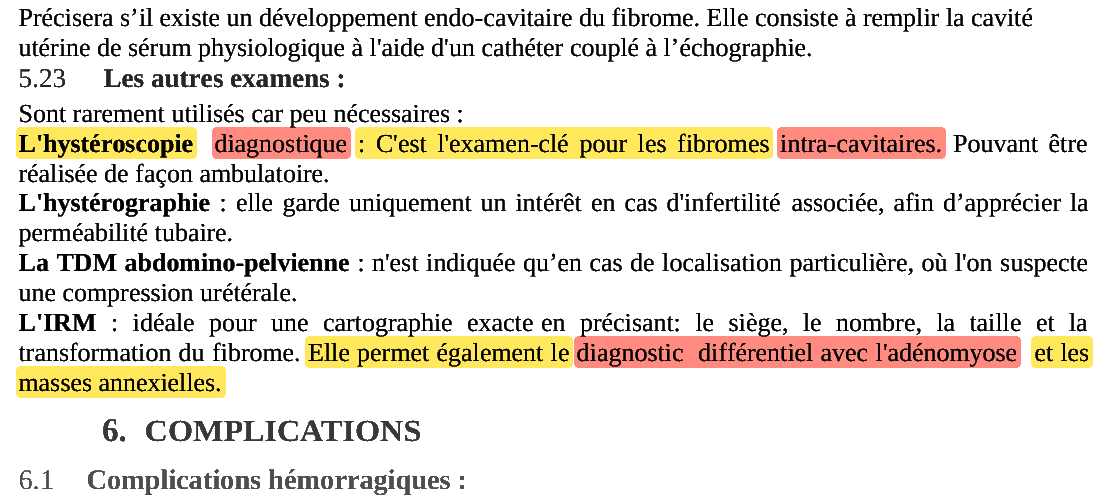 Précisera s’il existe un développement endo-cavitaire du fibrome. Elle consiste à remplir la cavité
utérine de sérum physiologique à l'aide d'un cathéter couplé à l’échographie.
5.23 Les autres examens :
Sont rarement utilisés car peu nécessaires :
L'hystéroscopie diagnostique : C'est l'examen-clé pour les fibromes intra-cavitaires. Pouvant être
réalisée de façon ambulatoire.
L'hystérographie : elle garde uniquement un intérêt en cas d'infertilité associée, afin d’apprécier la
perméabilité tubaire.
La TDM abdomino-pelvienne : n'est indiquée qu’en cas de localisation particulière, où l'on suspecte
une compression urétérale.
L'IRM : idéale pour une cartographie exacte en précisant: le siège, le nombre, la taille et la
transformation du fibrome. Elle permet également le diagnostic différentiel avec l'adénomyose et les
masses annexielles.
6. COMPLICATIONS
6.1 Complications hémorragiques :